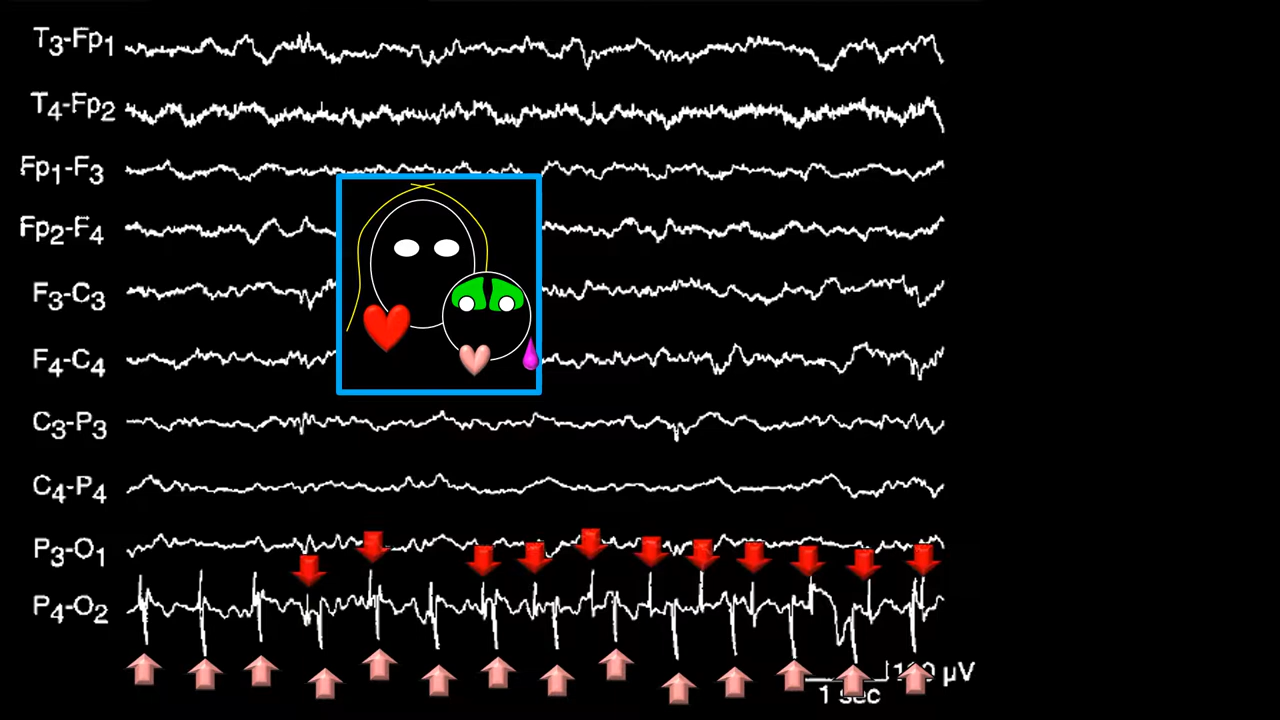 T3-Fp1
T4-Fp2
Fp1-F3
Fp2-F4
F3-C3
F4-C4
C3-P3
C4-P4
P3-O1
P4-O2
µV
1 sec